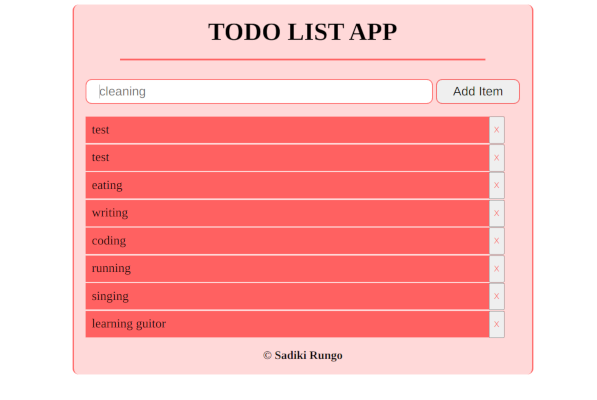 TODO LIST APP
cleaning
Add Item
test x
test x
eating x
writing x
coding x
running x
singing x
learning guitor x
© Sadiki Rungo